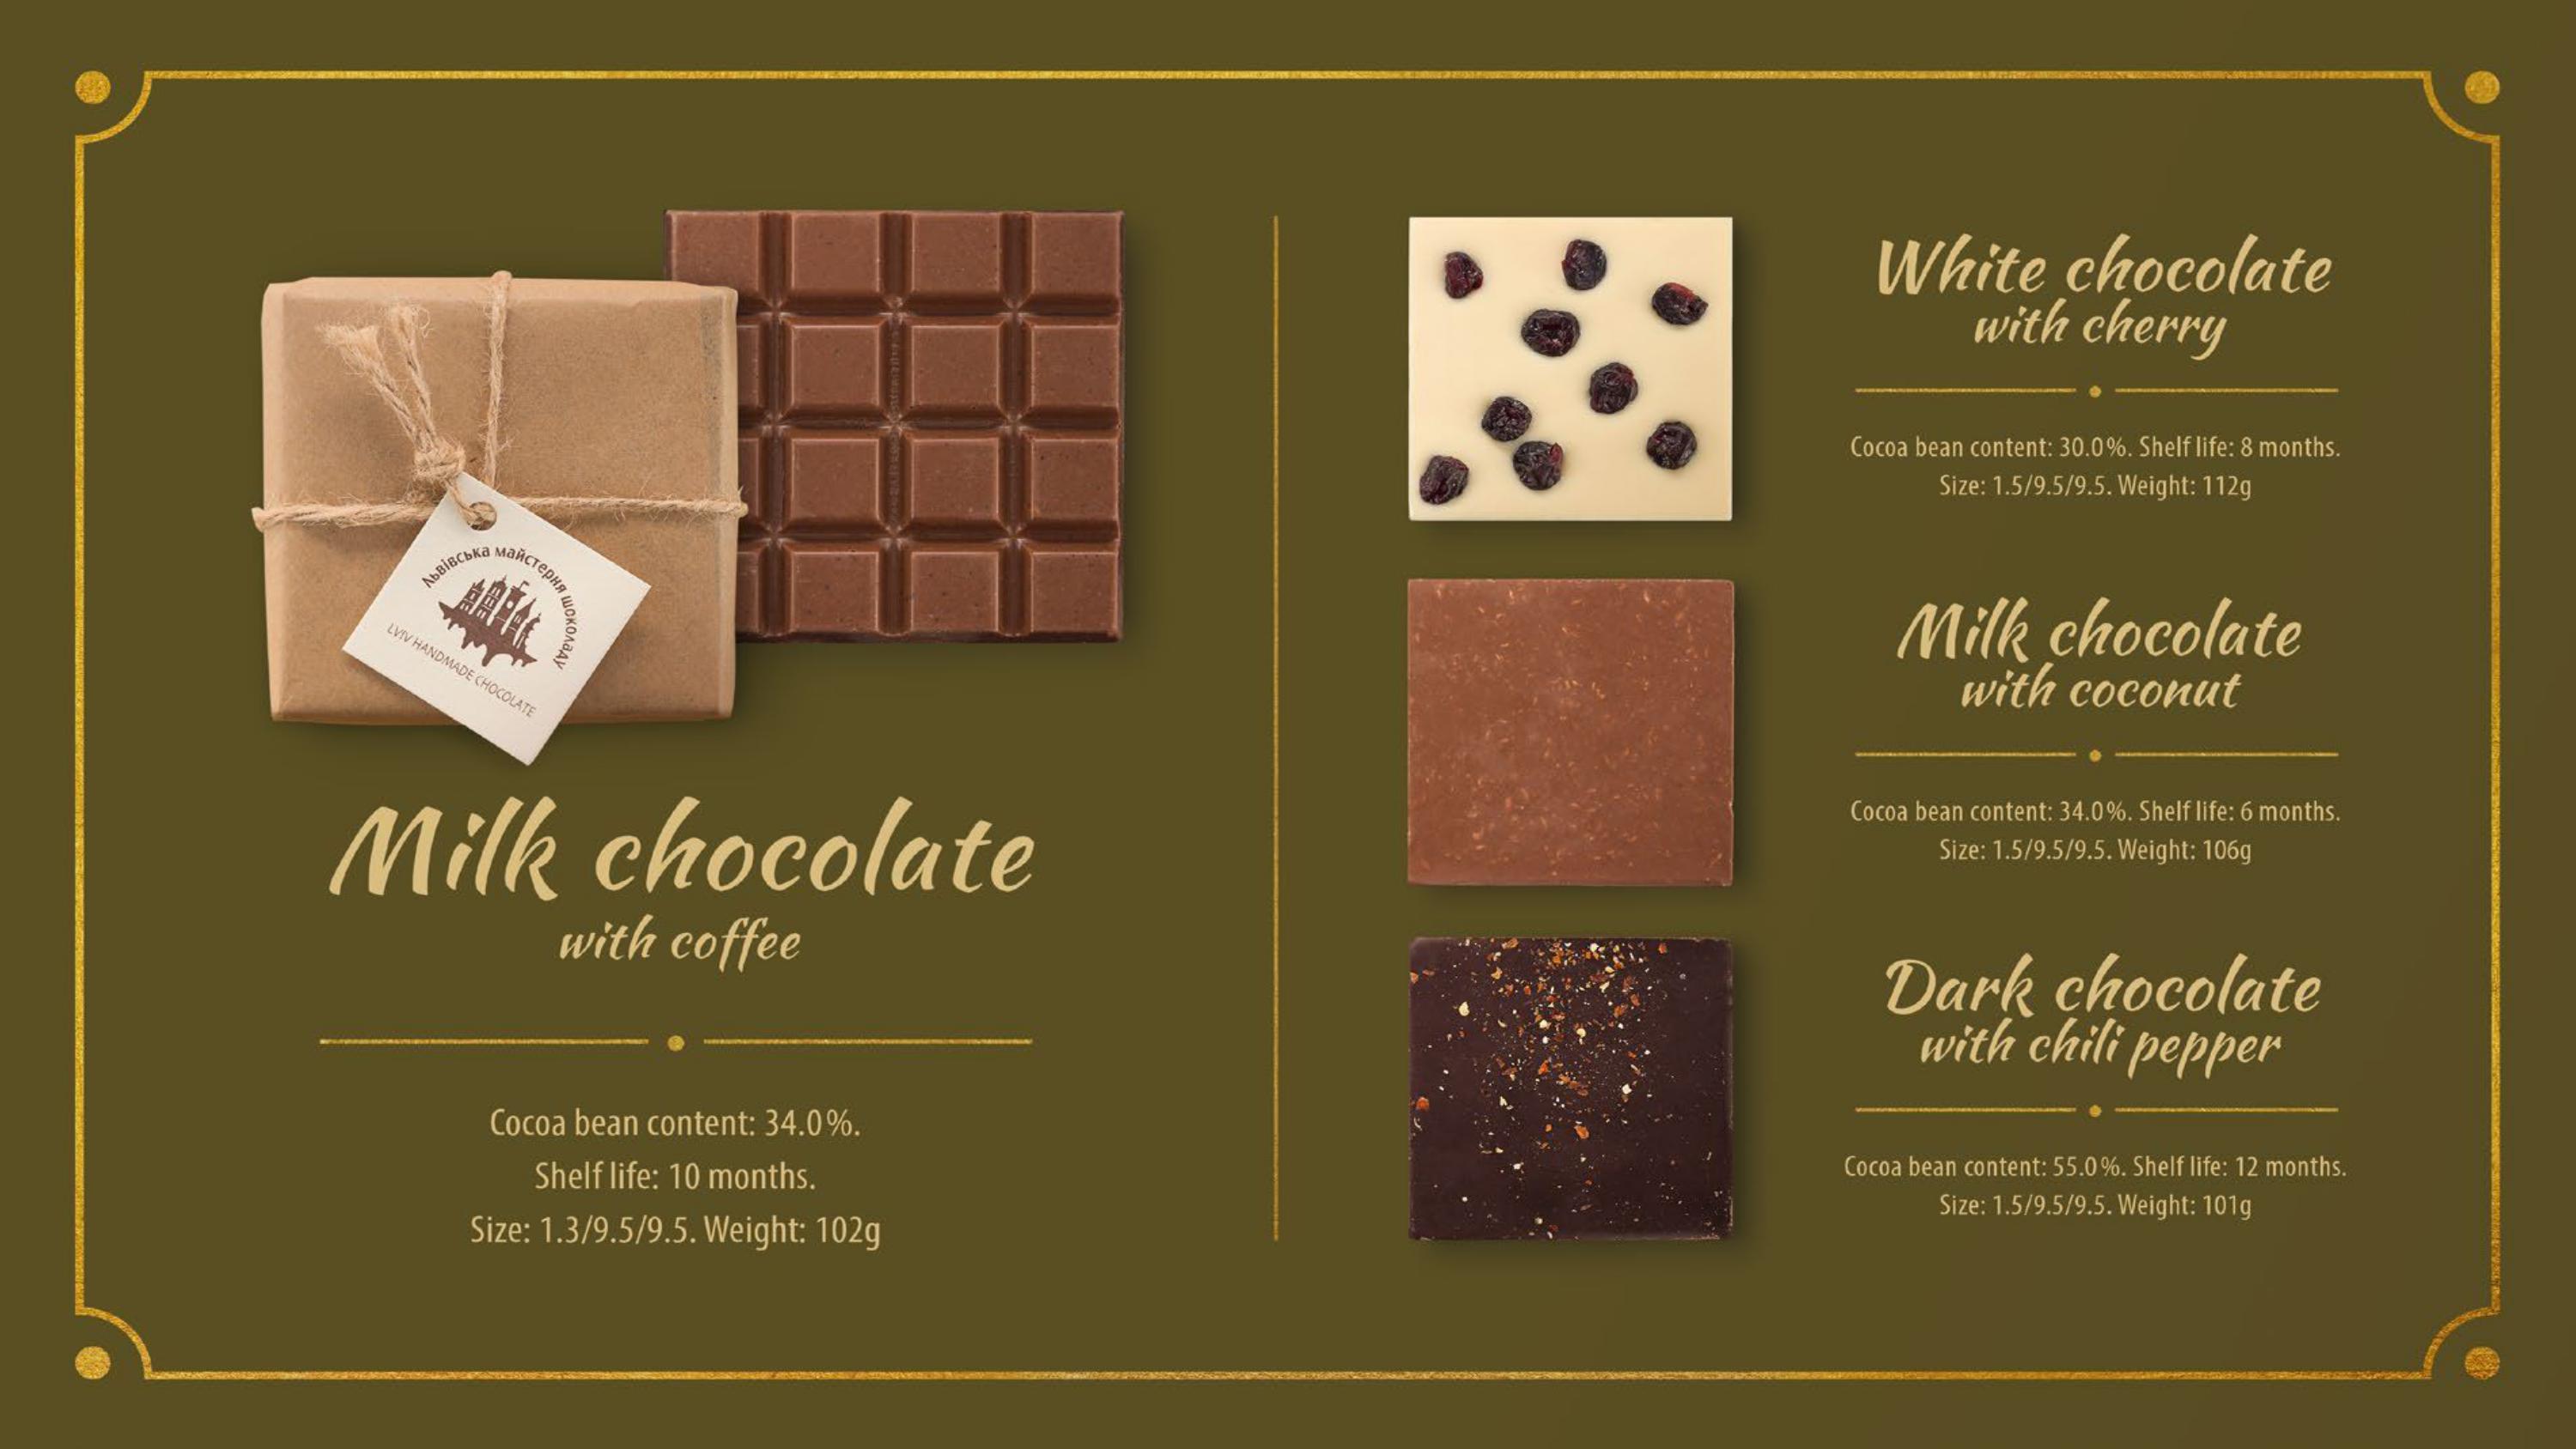 Львівська майстерня шоколаду
LVIV HANDMADE CHOCOLATE
Milk chocolate
with coffee
Cocoa bean content: 34.0%.
Shelf life: 10 months.
Size: 1.3/9.5/9.5. Weight: 102g
White chocolate
with cherry
Cocoa bean content: 30.0%. Shelf life: 8 months.
Size: 1.5/9.5/9.5. Weight: 112g
Milk chocolate
with coconut
Cocoa bean content: 34.0%. Shelf life: 6 months.
Size: 1.5/9.5/9.5. Weight: 106g
Dark chocolate
with chili pepper
Cocoa bean content: 55.0%. Shelf life: 12 months.
Size: 1.5/9.5/9.5. Weight: 101g